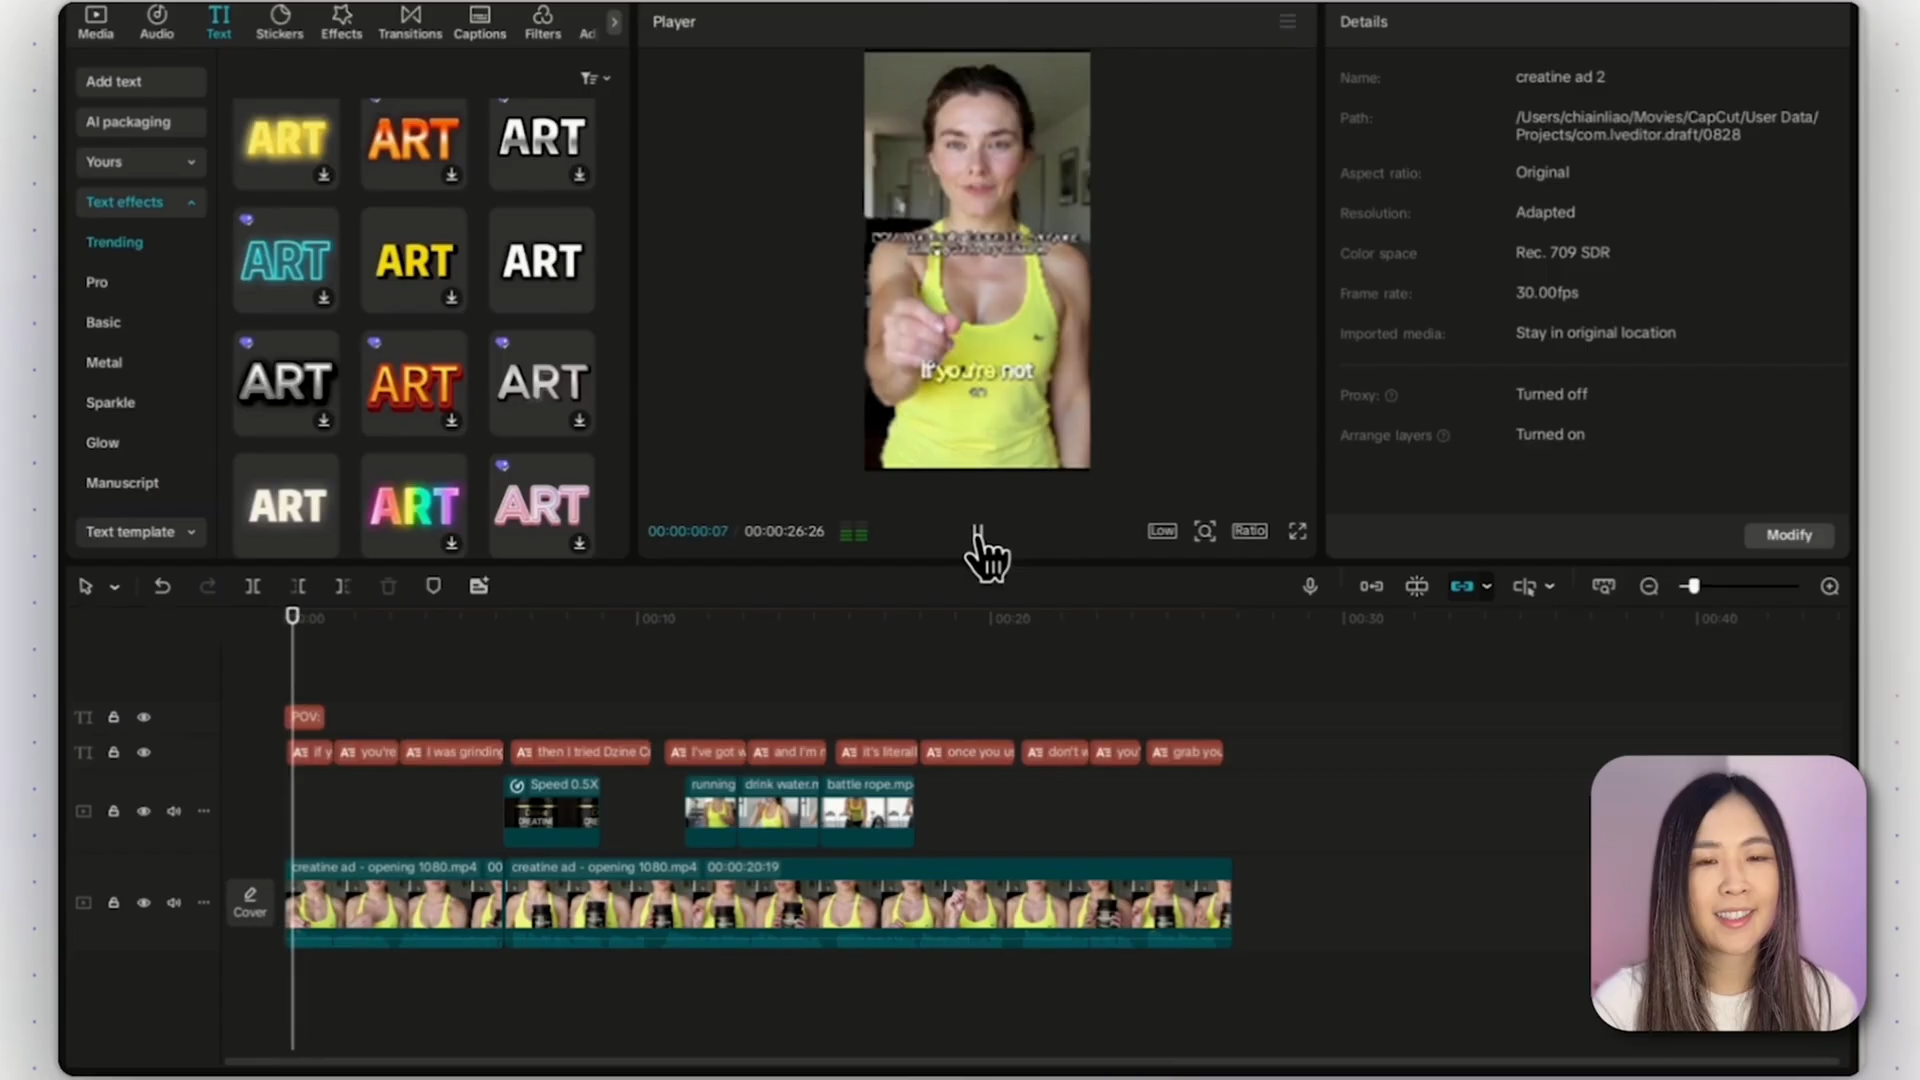 Media
Audio
Text
Stickers
Effects
Transitions
Captions
Filters
Player
Details
Add text
AI packaging
Yours
Text effects
Trending
Pro
Basic
Metal
Sparkle
Glow
Manuscript
Text template
ART ART ART
ART ART ART
ART ART ART
ART ART ART
If you're not
00:00:00:07 / 00:00:26:26
Low
Ratio
Name: creatine ad 2
Path: /Users/chiainliao/Movies/CapCut/User Data/
Projects/com.lveditor.draft/0828
Aspect ratio: Original
Resolution: Adapted
Color space Rec. 709 SDR
Frame rate: 30.00fps
Imported media: Stay in original location
Proxy: Turned off
Arrange layers Turned on
Modify
00:10 00:20 00:30 00:40
POV:
if y you're I was grinding then I tried Dzine C I've got w and I'm n it's literall once you u don't w you' grab you
Speed 0.5X running drink water.m battle rope.mp
CREATINE
creatine ad - opening 1080.mp4 00 creatine ad - opening 1080.mp4 00:00:20:19
Cover